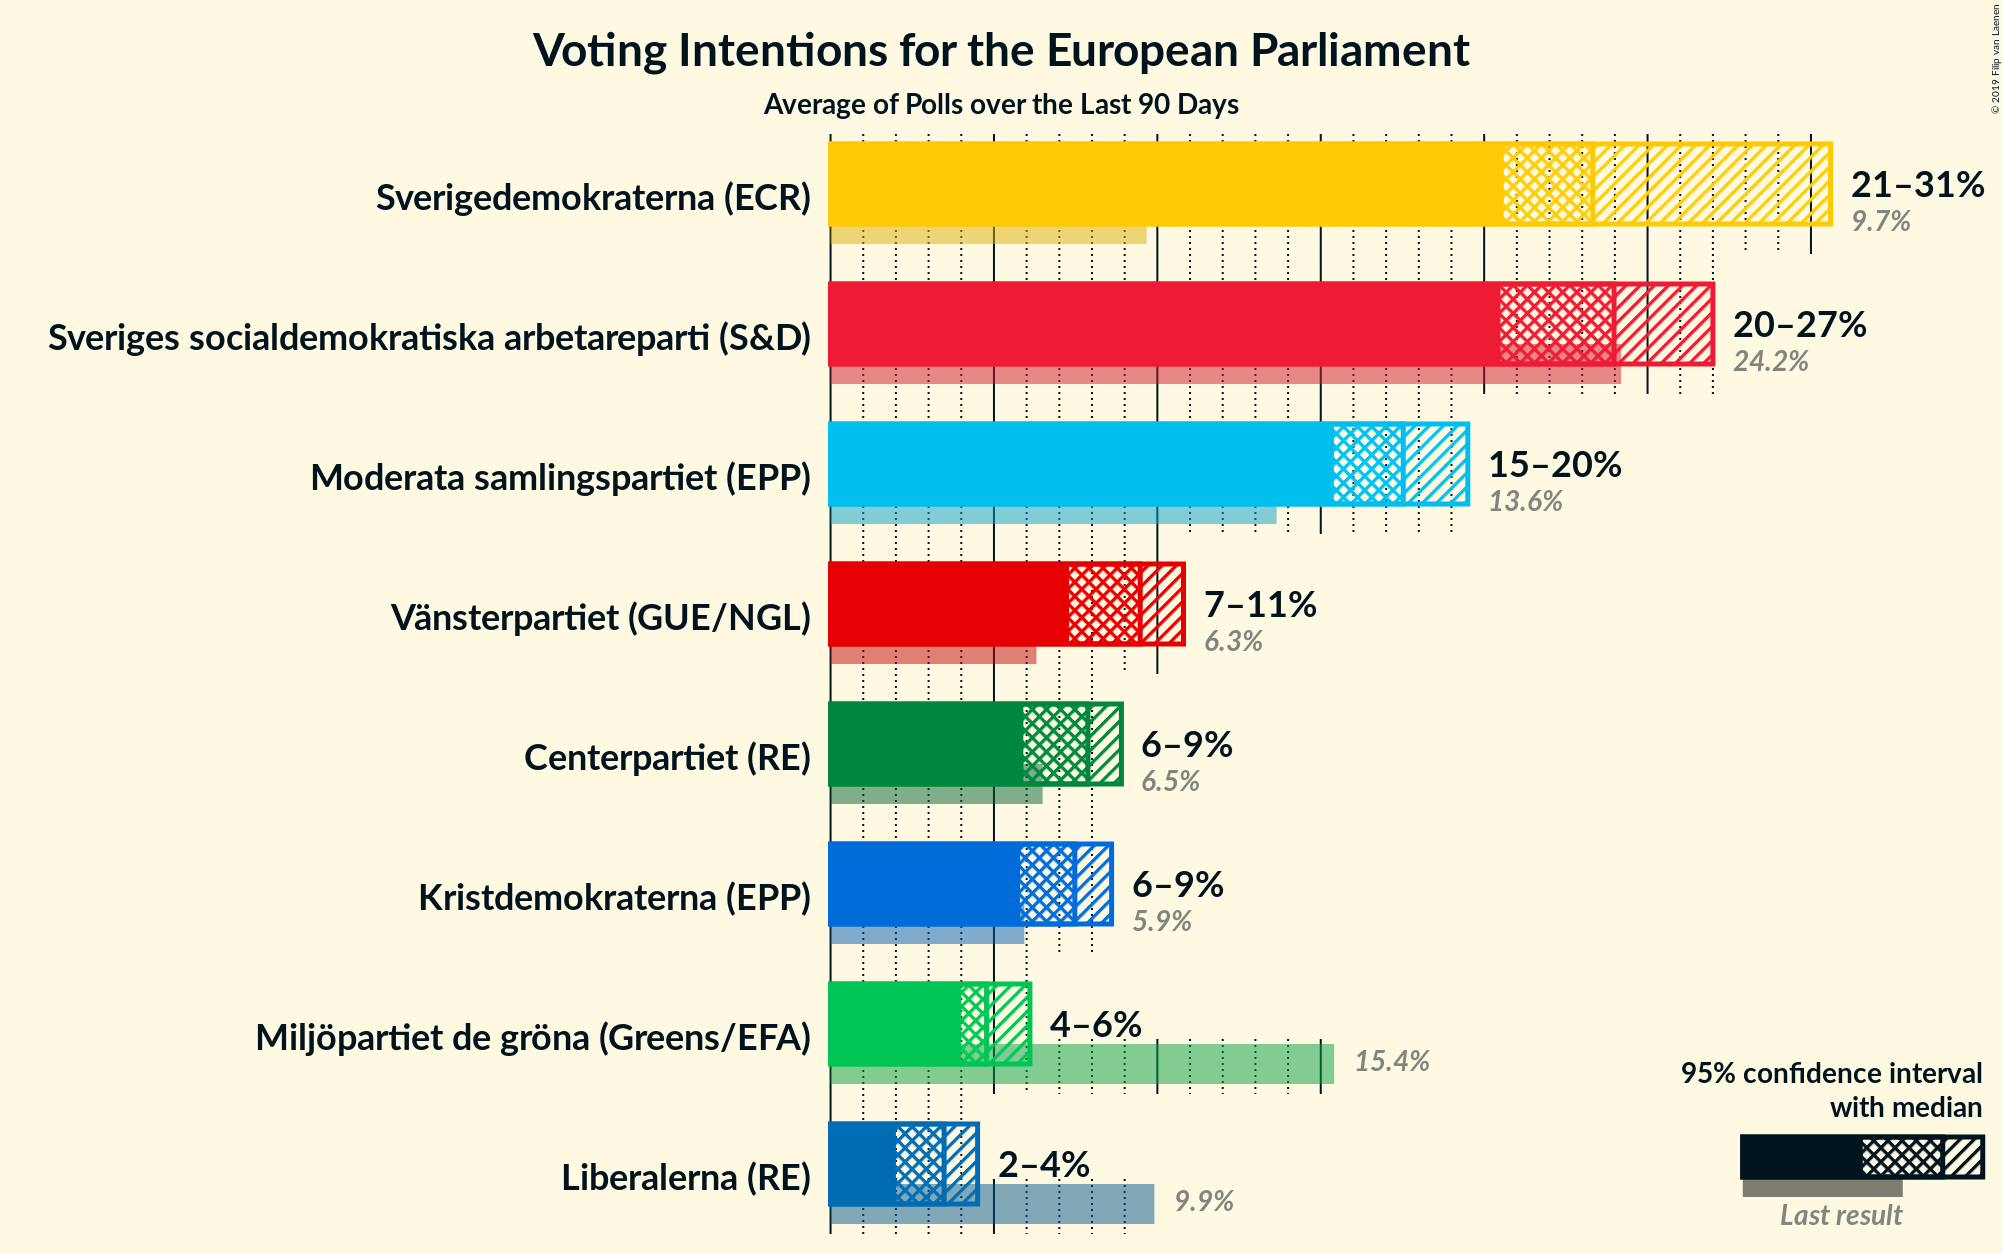 Voting Intentions for the European Parliament
Average of Polls over the Last 90 Days
© 2019 Filip van Laenen
Sverigedemokraterna (ECR)
21–31%
9.7%
Sveriges socialdemokratiska arbetareparti (S&D)
20–27%
24.2%
Moderata samlingspartiet (EPP)
15–20%
13.6%
Vänsterpartiet (GUE/NGL)
7–11%
6.3%
Centerpartiet (RE)
6–9%
6.5%
Kristdemokraterna (EPP)
6–9%
5.9%
Miljöpartiet de gröna (Greens/EFA)
4–6%
15.4%
Liberalerna (RE)
2–4%
9.9%
95% confidence interval
with median
Last result